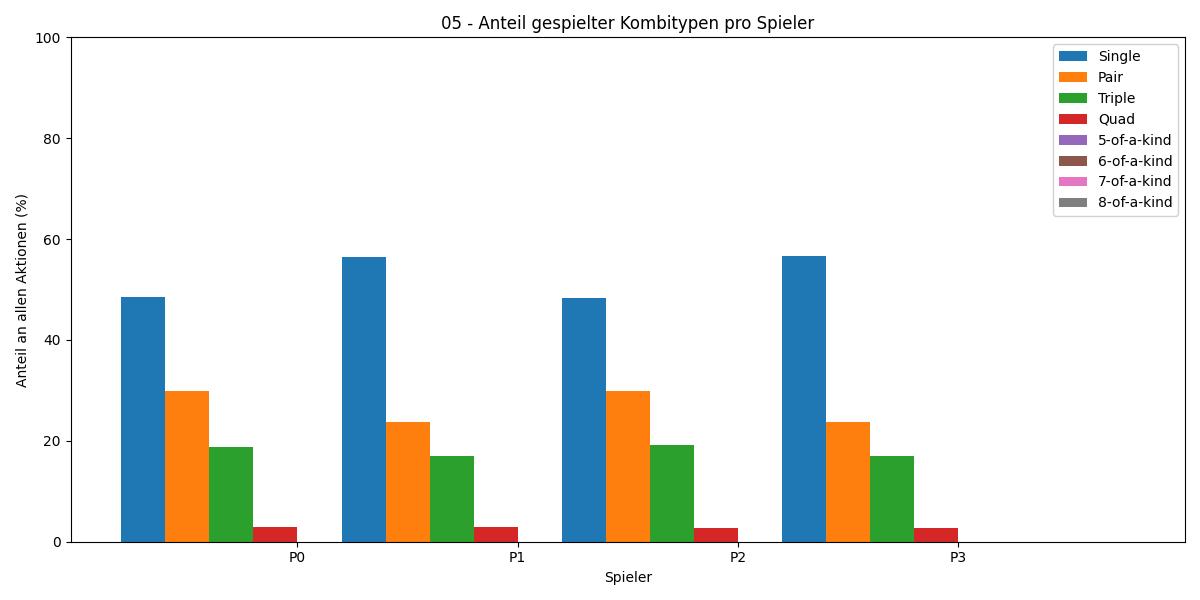 05 - Anteil gespielter Kombitypen pro Spieler
100
80
60
40
20
0
Anteil an allen Aktionen (%)
Single
Pair
Triple
Quad
5-of-a-kind
6-of-a-kind
7-of-a-kind
8-of-a-kind
P0
P1
P2
P3
Spieler